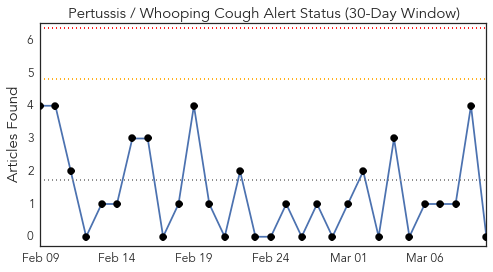 Pertussis / Whooping Cough Alert Status (30-Day Window)
Articles Found
6
5
4
3
2
1
0
Feb 09 Feb 14 Feb 19 Feb 24 Mar 01 Mar 06